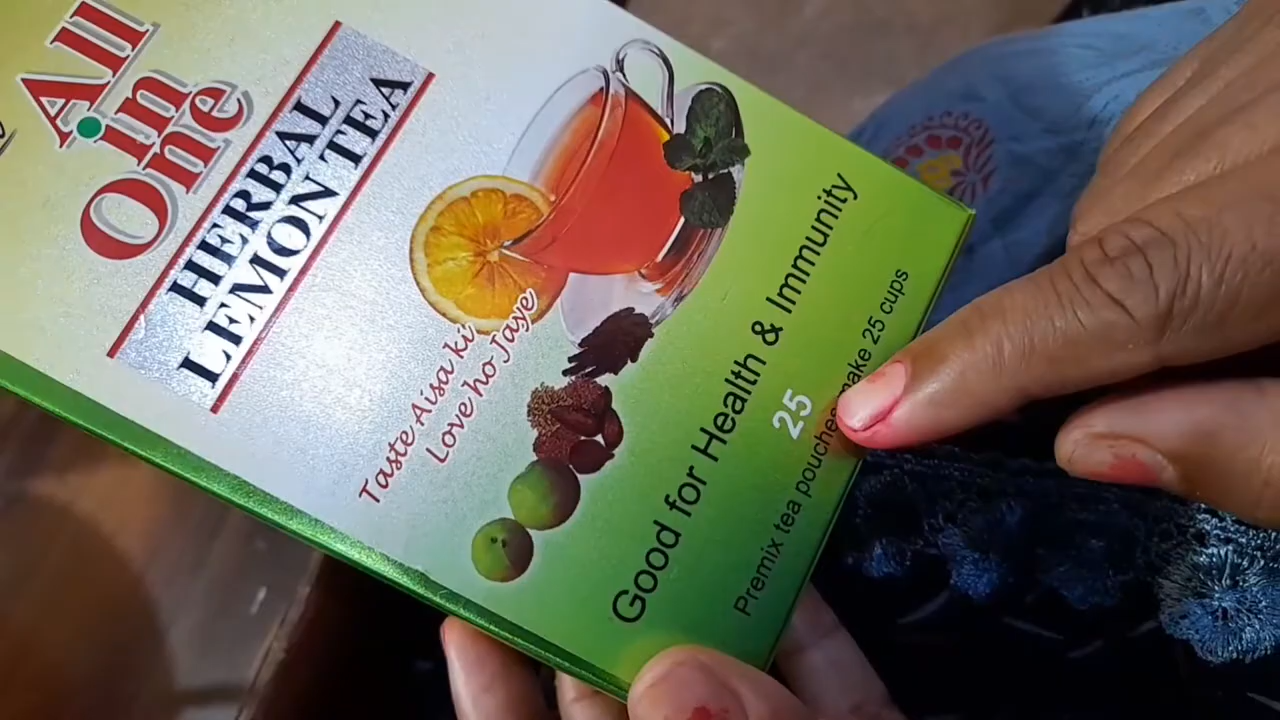 All
in
One
HERBAL
LEMON TEA
Taste Aisa ki
Love ho Jaye
Good for Health & Immunity
25
Premix tea pouches make 25 cups